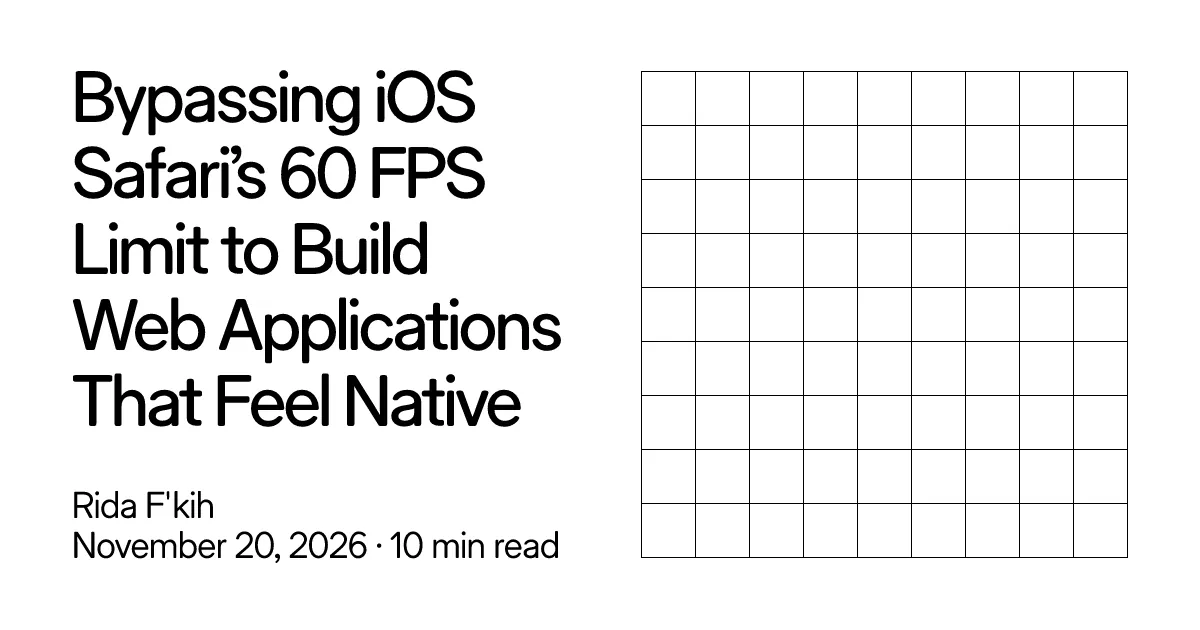 Bypassing iOS
Safari’s 60 FPS
Limit to Build
Web Applications
That Feel Native
Rida F'kih
November 20, 2026 · 10 min read